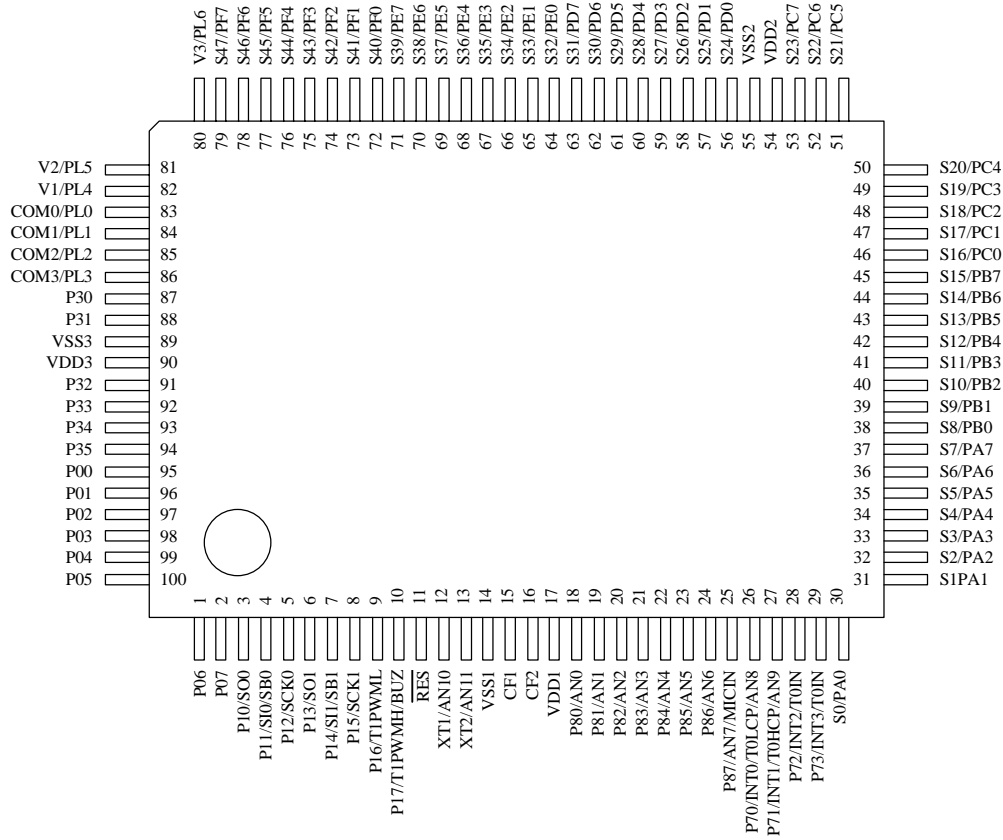 V3/PL6
S47/PF7
S46/PF6
S45/PF5
S44/PF4
S43/PF3
S42/PF2
S41/PF1
S40/PF0
S39/PE7
S38/PE6
S37/PE5
S36/PE4
S35/PE3
S34/PE2
S33/PE1
S32/PE0
S31/PD7
S30/PD6
S29/PD5
S28/PD4
S27/PD3
S26/PD2
S25/PD1
S24/PD0
VSS2
VDD2
S23/PC7
S22/PC6
S21/PC5
80
79
78
77
76
75
74
73
72
71
70
69
68
67
66
65
64
63
62
61
60
59
58
57
56
55
54
53
52
51
V2/PL5 81 50 S20/PC4
V1/PL4 82 49 S19/PC3
COM0/PL0 83 48 S18/PC2
COM1/PL1 84 47 S17/PC1
COM2/PL2 85 46 S16/PC0
COM3/PL3 86 45 S15/PB7
P30 87 44 S14/PB6
P31 88 43 S13/PB5
VSS3 89 42 S12/PB4
VDD3 90 41 S11/PB3
P32 91 40 S10/PB2
P33 92 39 S9/PB1
P34 93 38 S8/PB0
P35 94 37 S7/PA7
P00 95 36 S6/PA6
P01 96 35 S5/PA5
P02 97 34 S4/PA4
P03 98 33 S3/PA3
P04 99 32 S2/PA2
P05 100 31 S1PA1
1
2
3
4
5
6
7
8
9
10
11
12
13
14
15
16
17
18
19
20
21
22
23
24
25
26
27
28
29
30
P06
P07
P10/SO0
P11/SI0/SB0
P12/SCK0
P13/SO1
P14/SI1/SB1
P15/SCK1
P16/T1PWML
P17/T1PWMH/BUZ
RES
XT1/AN10
XT2/AN11
VSS1
CF1
CF2
VDD1
P80/AN0
P81/AN1
P82/AN2
P83/AN3
P84/AN4
P85/AN5
P86/AN6
P87/AN7/MICIN
P70/INT0/T0LCP/AN8
P71/INT1/T0HCP/AN9
P72/INT2/T0IN
P73/INT3/T0IN
S0/PA0